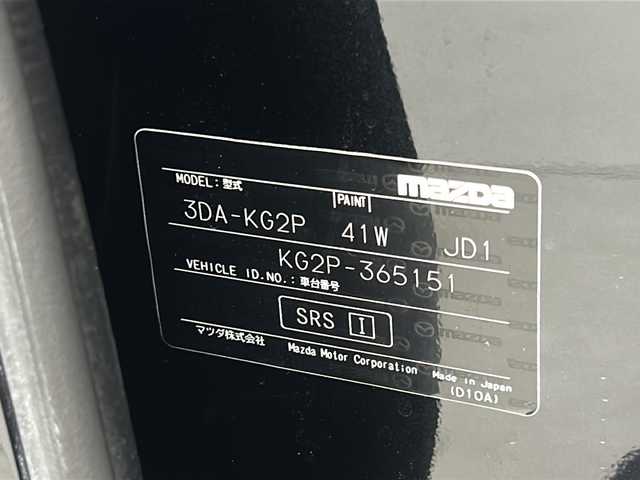 mazda
MODEL: 型式 PAINT
3DA-KG2P 41W JD1
KG2P-365151
VEHICLE ID.NO.: 車台番号
SRS I
マツダ株式会社 Mazda Motor Corporation Made in Japan
(D10A)